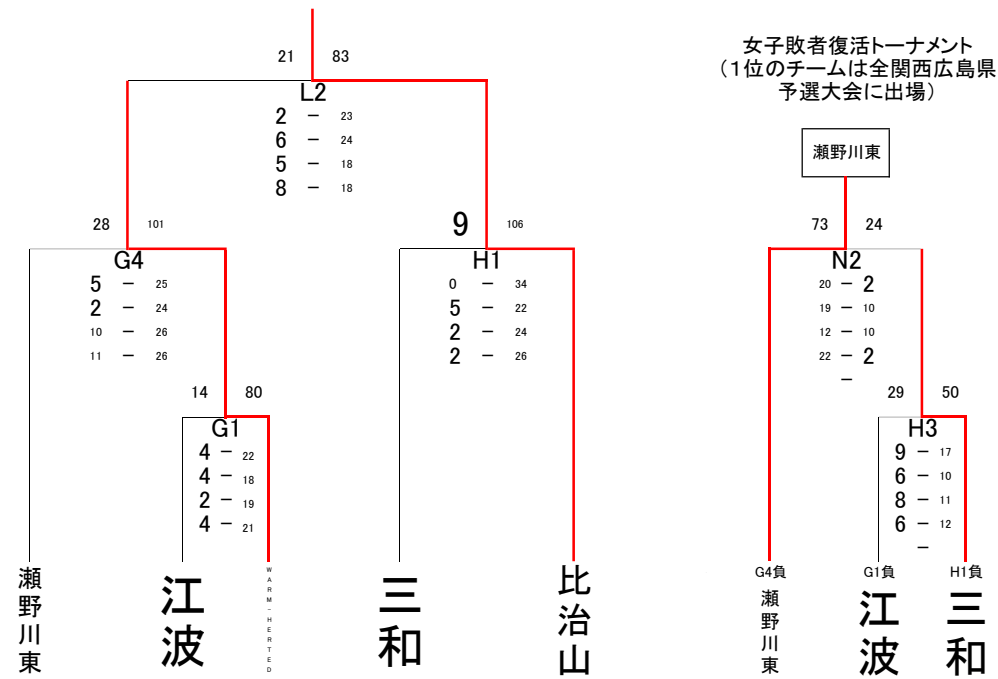 21 83
L2
2 － 23
6 － 24
5 － 18
8 － 18
28 101
G4
5 － 25
2 － 24
10 － 26
11 － 26
9 106
H1
0 － 34
5 － 22
2 － 24
2 － 26
14 80
G1
4 － 22
4 － 18
2 － 19
4 － 21
瀬野川東
江波
WARM-HERTED
三和
比治山
女子敗者復活トーナメント
（１位のチームは全関西広島県
予選大会に出場）
瀬野川東
73 24
N2
20 － 2
19 － 10
12 － 10
22 － 2
－
29 50
H3
9 － 17
6 － 10
8 － 11
6 － 12
－
G4負
瀬野川東
G1負
江波
H1負
三和